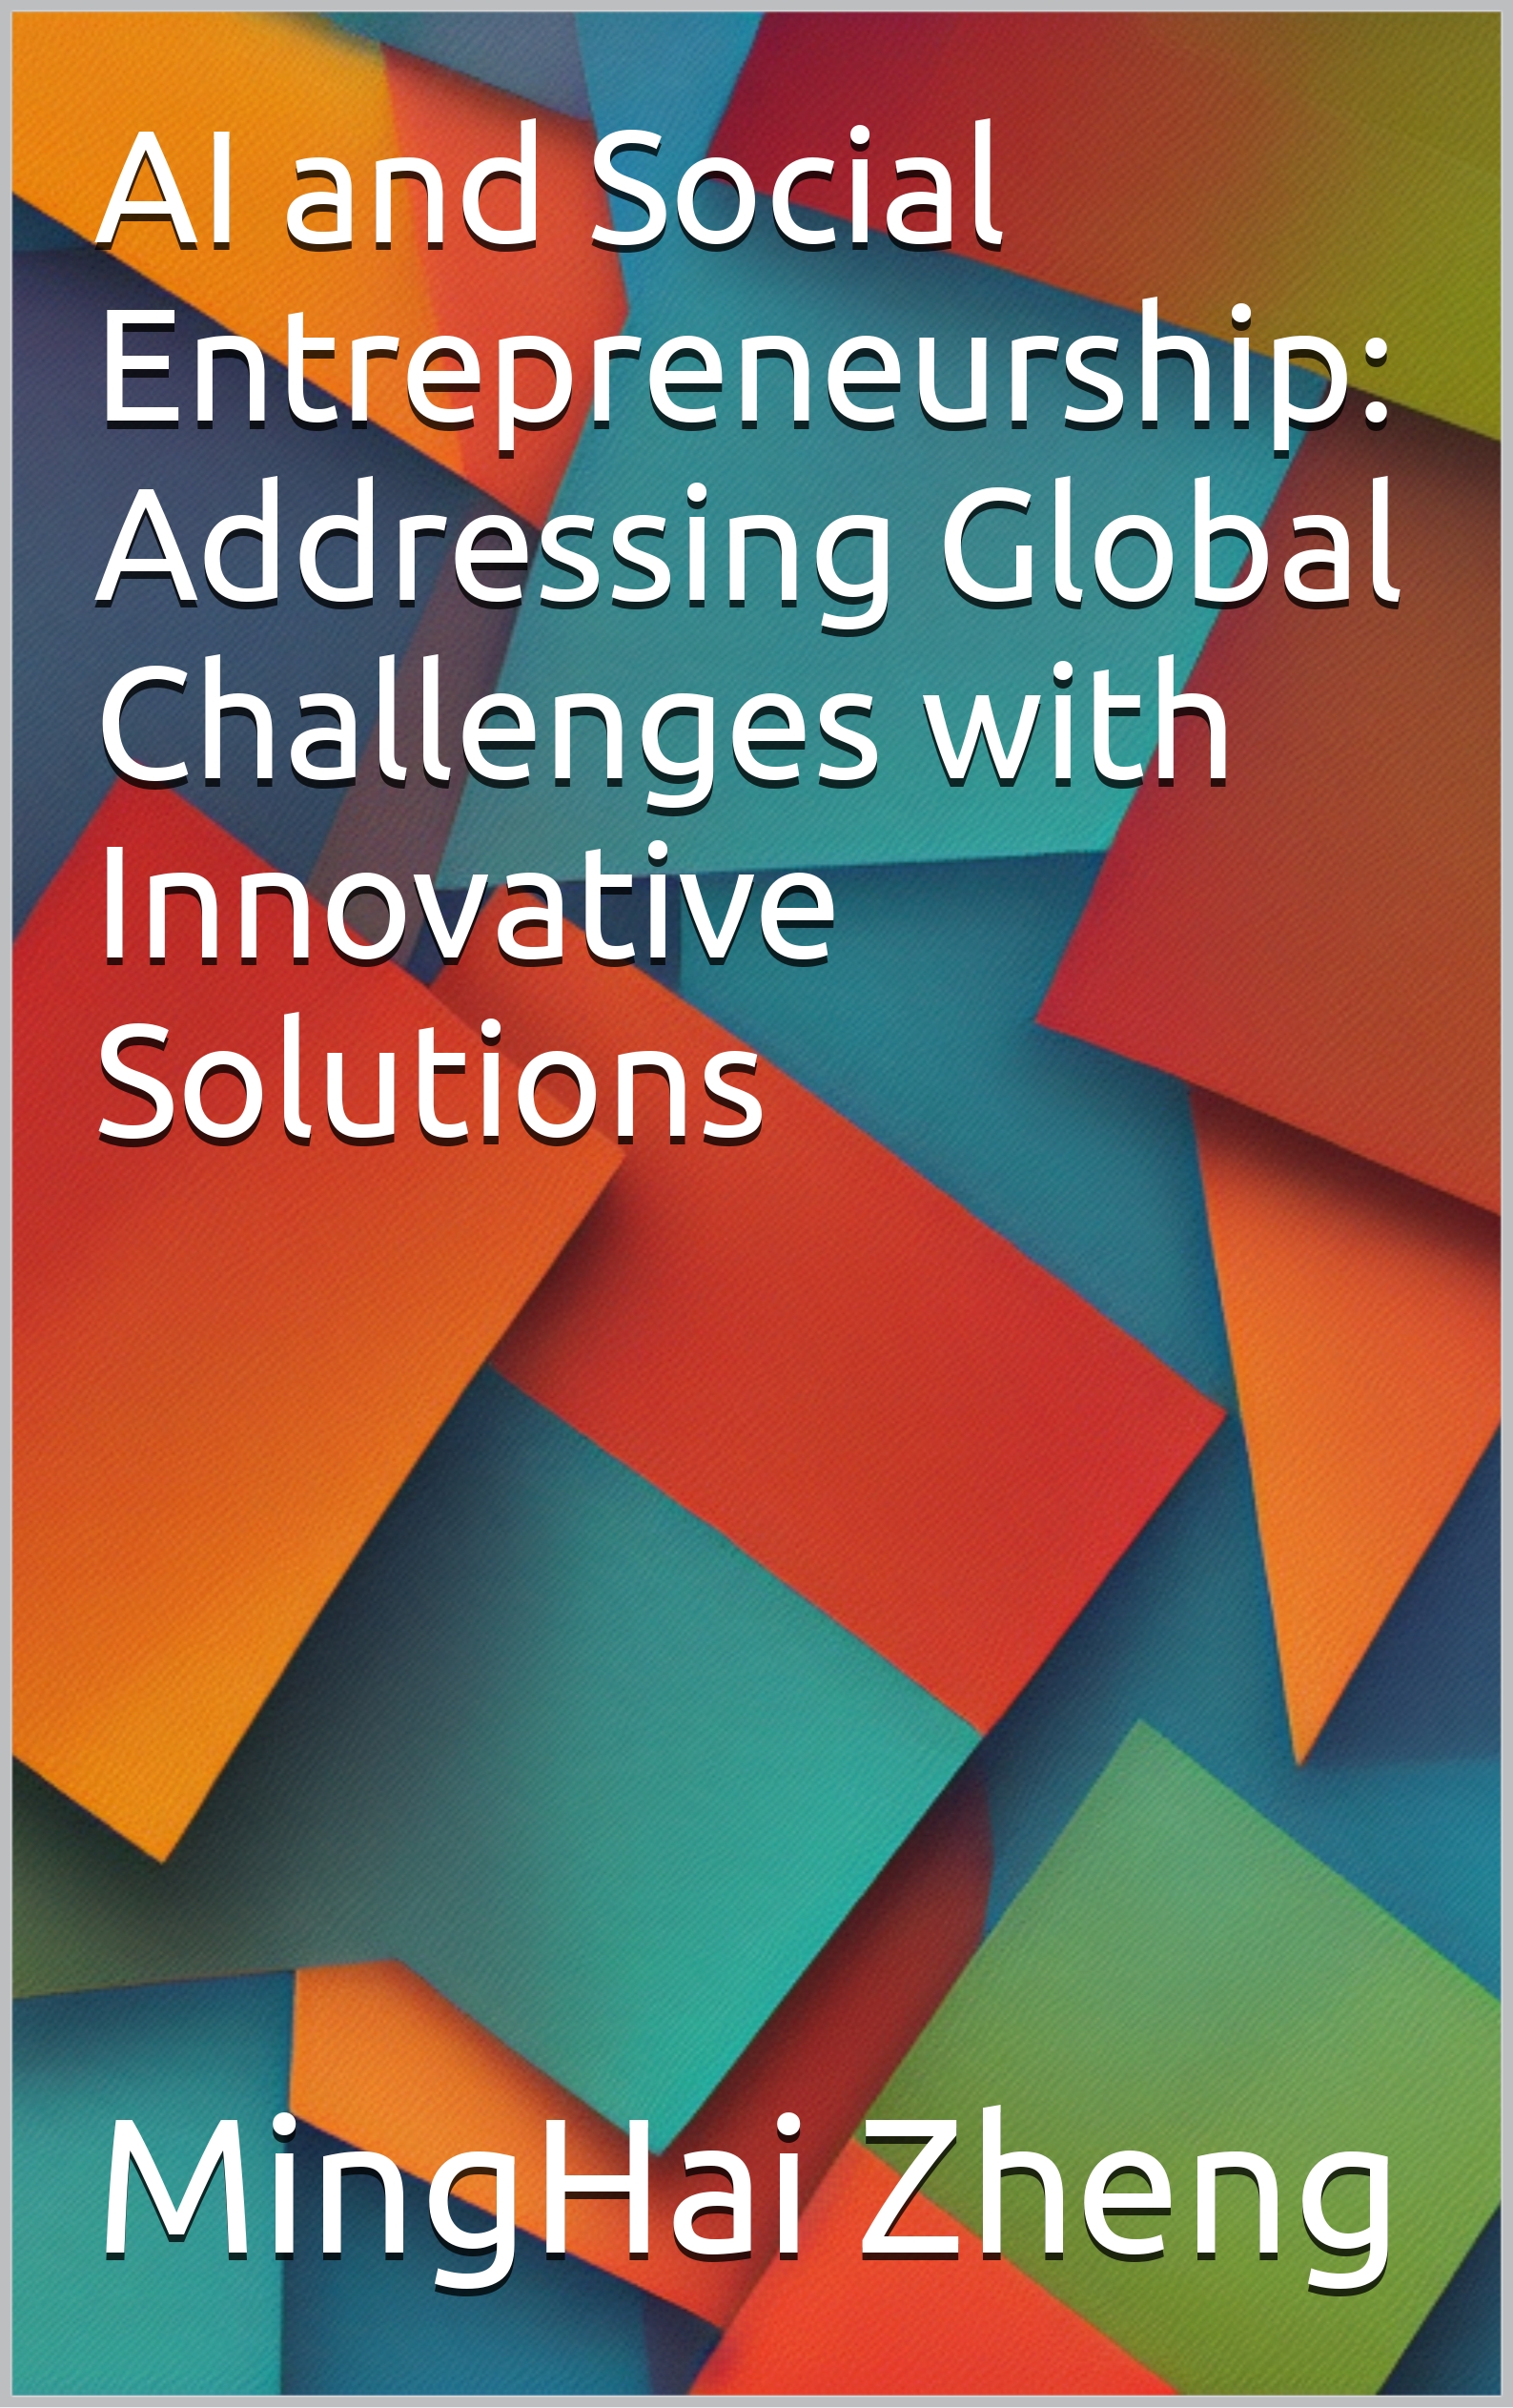 AI and Social
Entrepreneurship:
Addressing Global
Challenges with
Innovative
Solutions
MingHai Zheng